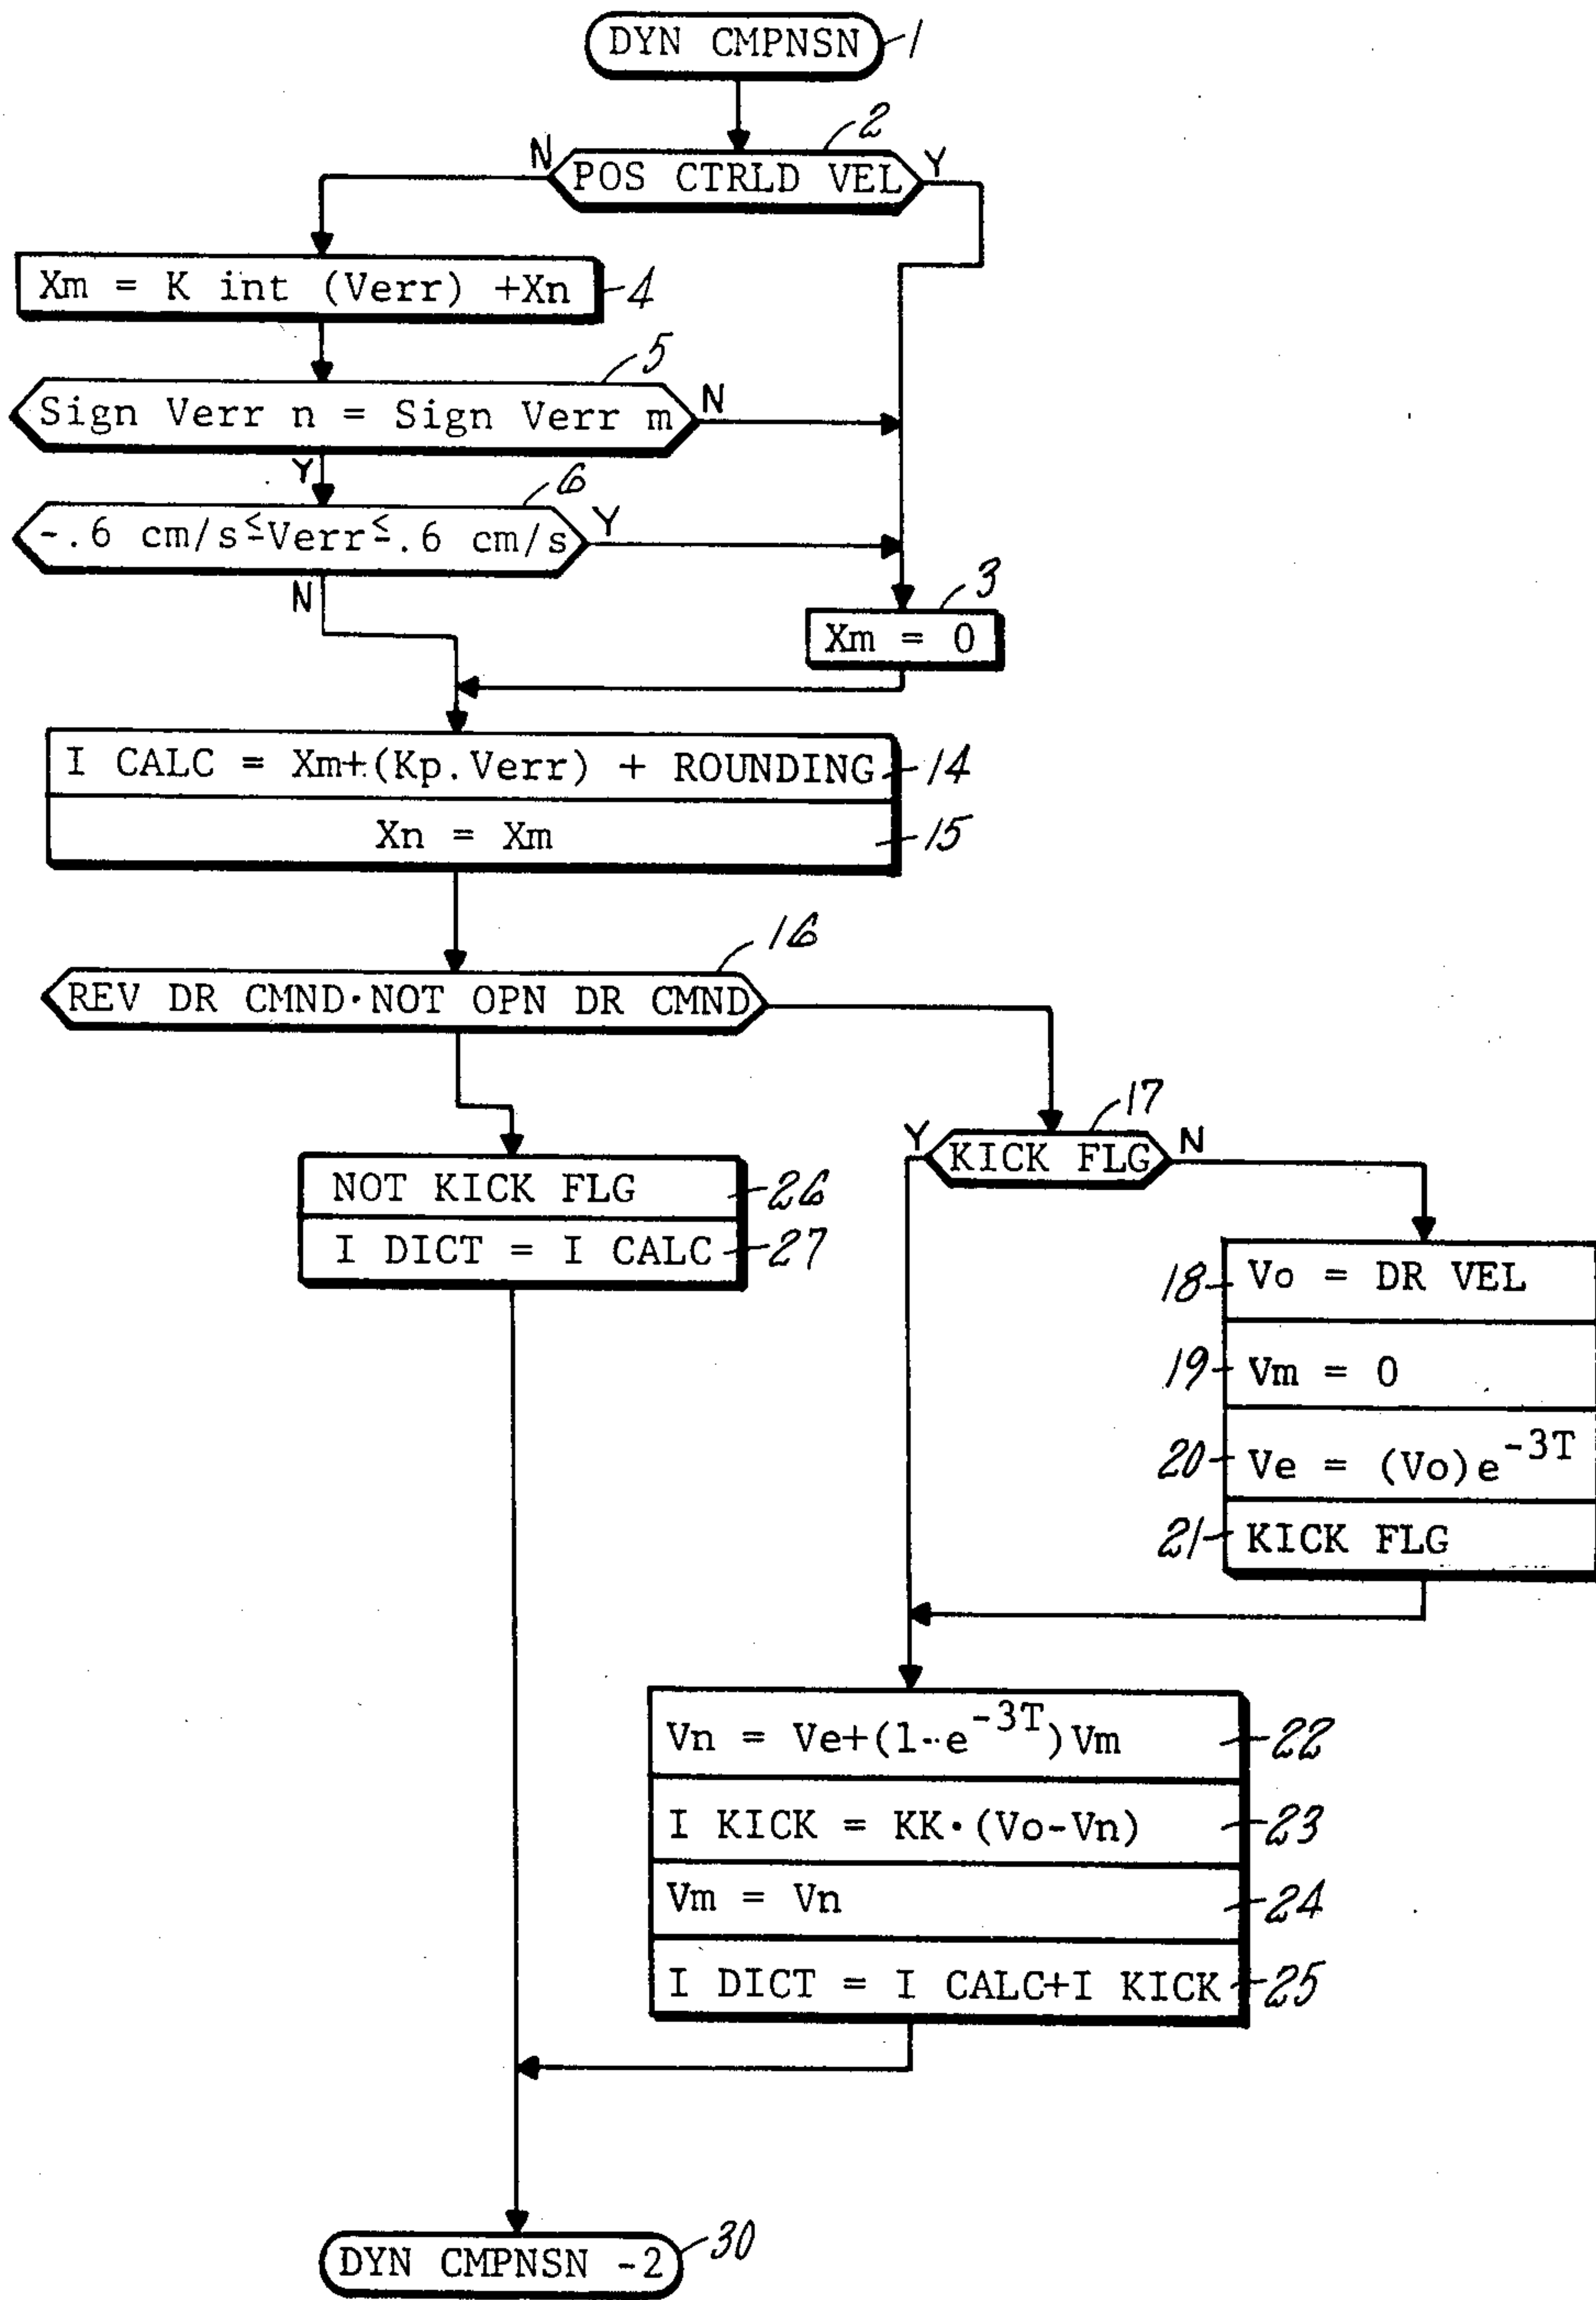 DYN CMPNSN 1
2
N POS CTRLD VEL Y
Xm = K int (Verr) +Xn 4
5
Sign Verr n = Sign Verr m N
Y
6
-.6 cm/s≤Verr≤.6 cm/s Y
N
3
Xm = 0
I CALC = Xm+(Kp.Verr) + ROUNDING 14
Xn = Xm 15
16
REV DR CMND·NOT OPN DR CMND
17
Y KICK FLG N
NOT KICK FLG 26
I DICT = I CALC 27
18 Vo = DR VEL
19 Vm = 0
20 Ve = (Vo)e^-3T
21 KICK FLG
Vn = Ve+(1-e^-3T)Vm 22
I KICK = KK·(Vo-Vn) 23
Vm = Vn 24
I DICT = I CALC+I KICK 25
DYN CMPNSN -2 30